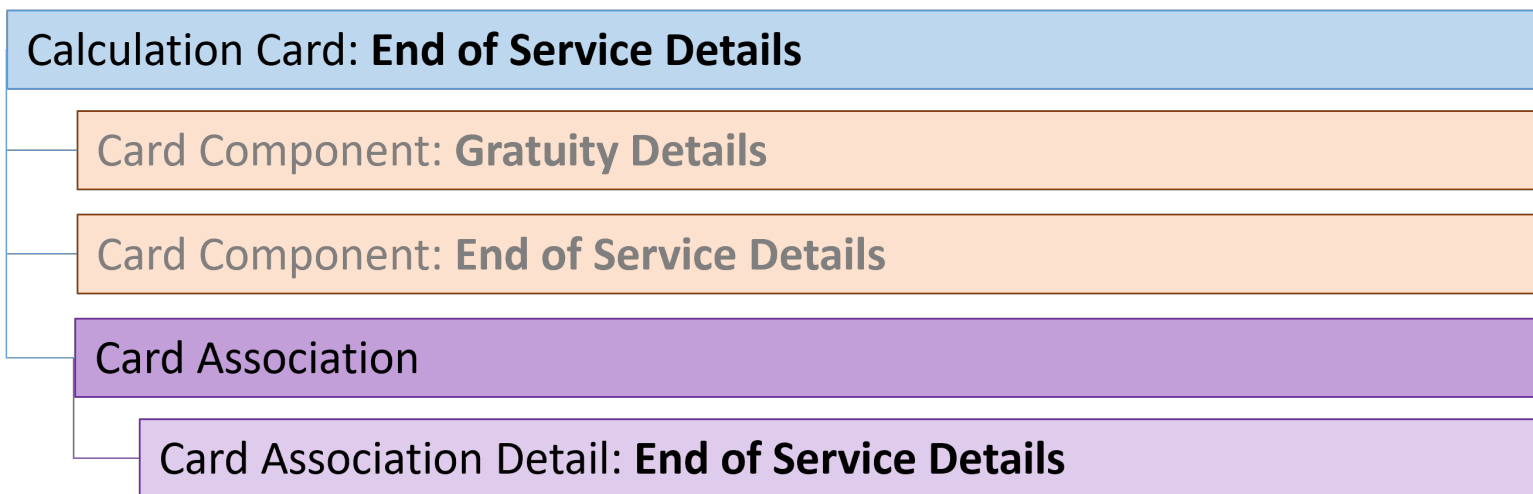 Calculation Card: End of Service Details
Card Component: Gratuity Details
Card Component: End of Service Details
Card Association
Card Association Detail: End of Service Details